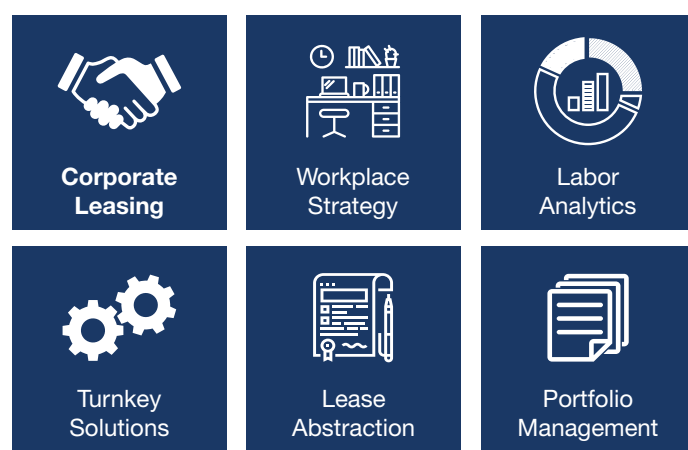 Corporate
Leasing
Workplace
Strategy
Labor
Analytics
Turnkey
Solutions
Lease
Abstraction
Portfolio
Management